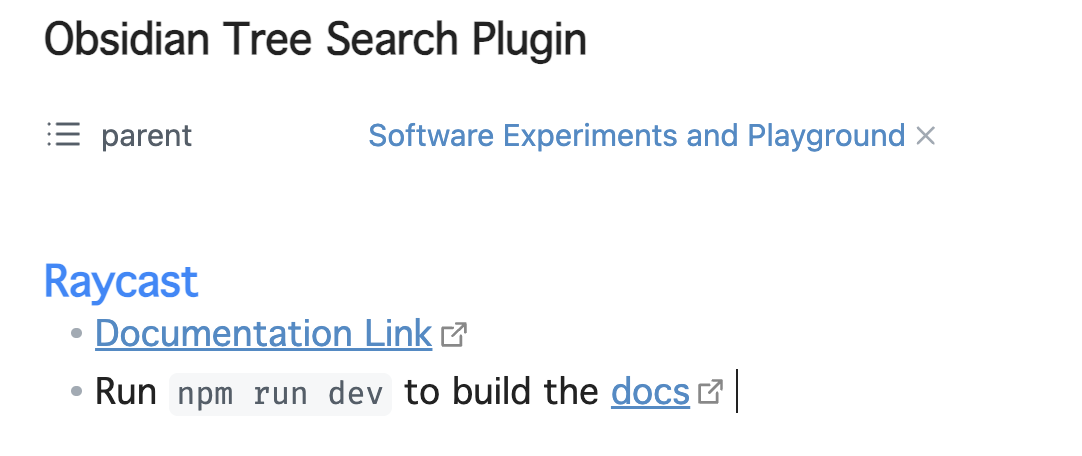 Obsidian Tree Search Plugin
parent Software Experiments and Playground
Raycast
Documentation Link
Run npm run dev to build the docs